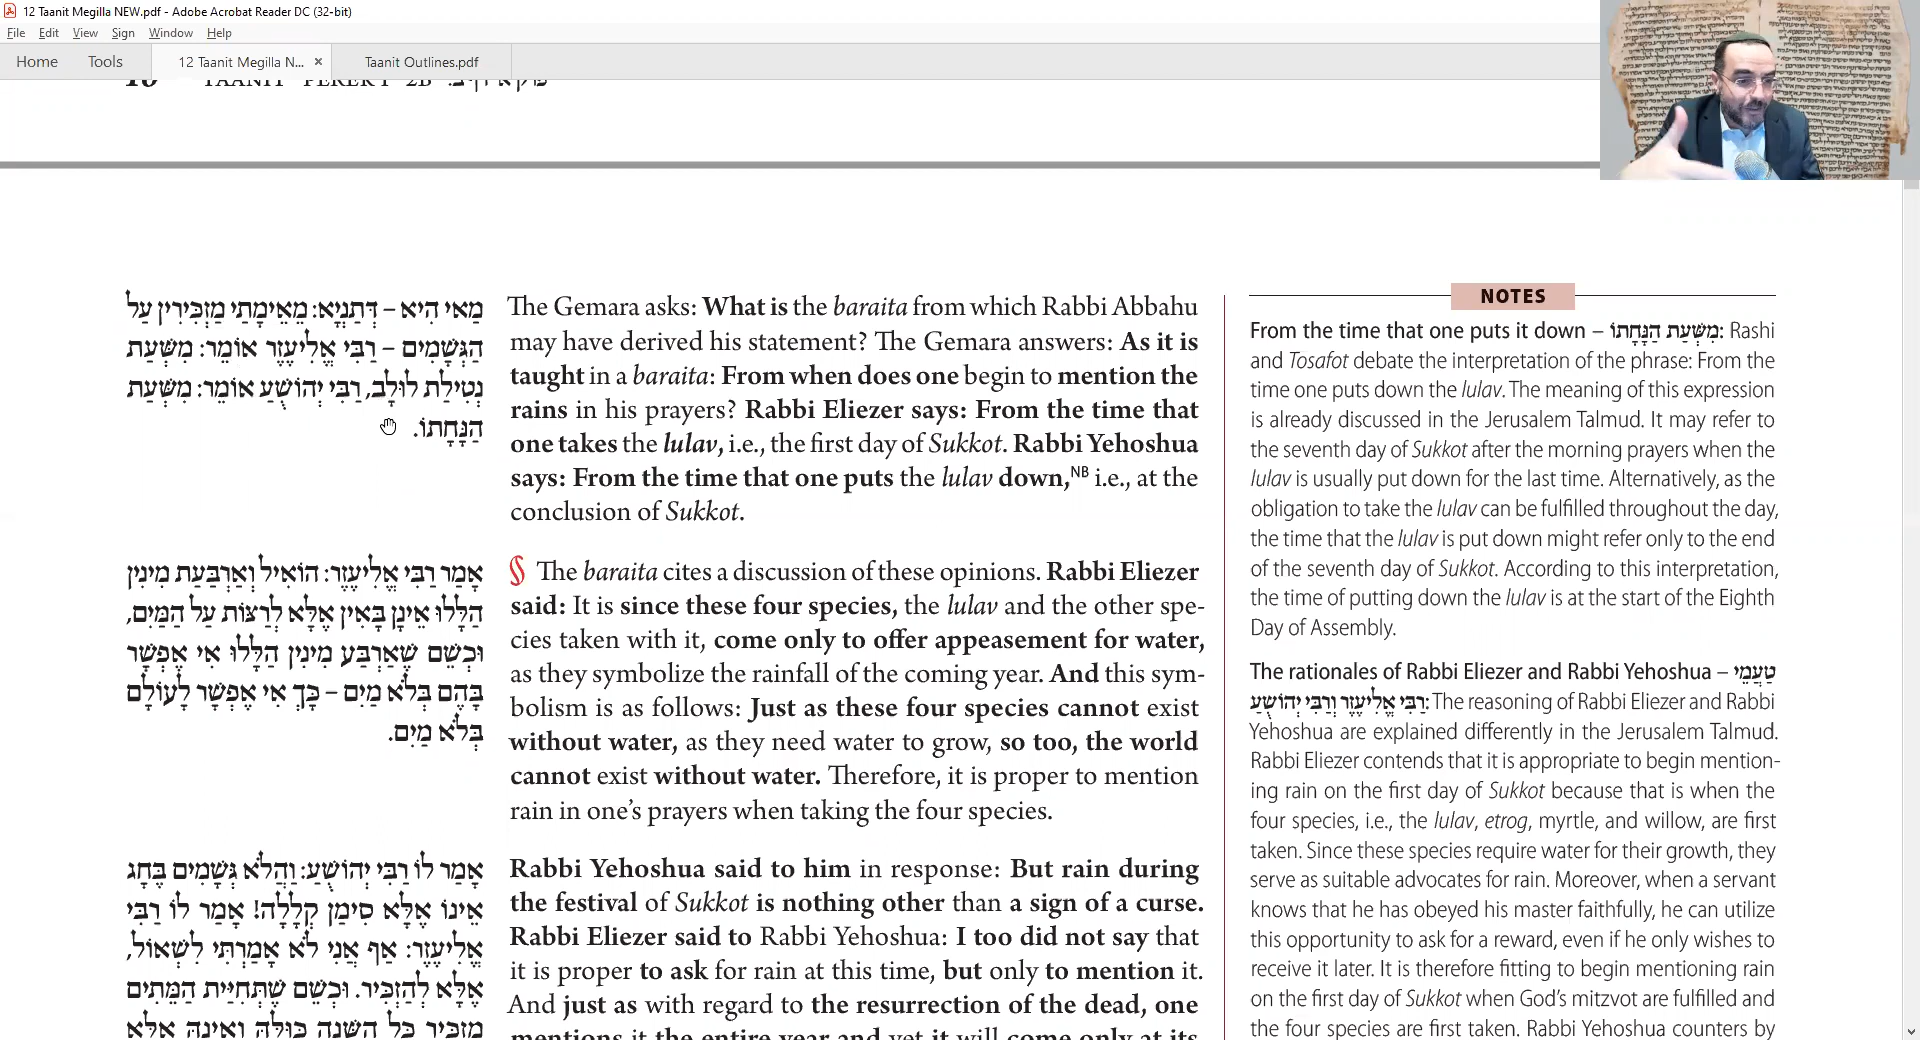 12 Taanit Megilla NEW.pdf - Adobe Acrobat Reader DC (32-bit)
File Edit View Sign Window Help
Home Tools 12 Taanit Megilla N... × Taanit Outlines.pdf
TAANIT PEREK I 2B
מַאי הִיא – דְּתַנְיָא: מֵאֵימָתַי מַזְכִּירִין עַל
הַגְּשָׁמִים – רַבִּי אֱלִיעֶזֶר אוֹמֵר: מִשְּׁעַת
נְטִילַת לוּלָב, רַבִּי יְהוֹשֻׁעַ אוֹמֵר: מִשְּׁעַת
הַנָּחָתוֹ.
The Gemara asks: What is the baraita from which Rabbi Abbahu
may have derived his statement? The Gemara answers: As it is
taught in a baraita: From when does one begin to mention the
rains in his prayers? Rabbi Eliezer says: From the time that
one takes the lulav, i.e., the first day of Sukkot. Rabbi Yehoshua
says: From the time that one puts the lulav down,NB i.e., at the
conclusion of Sukkot.
אָמַר רַבִּי אֱלִיעֶזֶר: הוֹאִיל וְאַרְבַּעַת מִינִין
הַלָּלוּ אֵינָן בָּאִין אֶלָּא לְרַצּוֹת עַל הַמַּיִם,
וּכְשֵׁם שֶׁאַרְבַּע מִינִין הַלָּלוּ אִי אֶפְשָׁר
בָּהֶם בְּלֹא מַיִם – כָּךְ אִי אֶפְשָׁר לָעוֹלָם
בְּלֹא מַיִם.
The baraita cites a discussion of these opinions. Rabbi Eliezer
said: It is since these four species, the lulav and the other spe-
cies taken with it, come only to offer appeasement for water,
as they symbolize the rainfall of the coming year. And this sym-
bolism is as follows: Just as these four species cannot exist
without water, as they need water to grow, so too, the world
cannot exist without water. Therefore, it is proper to mention
rain in one's prayers when taking the four species.
אָמַר לוֹ רַבִּי יְהוֹשֻׁעַ: וַהֲלֹא גְּשָׁמִים בֶּחָג
אֵינוֹ אֶלָּא סִימַן קְלָלָה! אָמַר לוֹ רַבִּי
אֱלִיעֶזֶר: אַף אֲנִי לֹא אָמַרְתִּי לִשְׁאוֹל,
אֶלָּא לְהַזְכִּיר. וּכְשֵׁם שֶׁתְּחִיַּית הַמֵּתִים
מַזְכִּיר כׇּל הַשָּׁנָה כּוּלָּהּ וְאֵינָהּ אֶלָּא
Rabbi Yehoshua said to him in response: But rain during
the festival of Sukkot is nothing other than a sign of a curse.
Rabbi Eliezer said to Rabbi Yehoshua: I too did not say that
it is proper to ask for rain at this time, but only to mention it.
And just as with regard to the resurrection of the dead, one
mentions it the entire year and yet it will come only at its
NOTES
From the time that one puts it down – מִשְּׁעַת הַנָּחָתוֹ: Rashi
and Tosafot debate the interpretation of the phrase: From the
time one puts down the lulav. The meaning of this expression
is already discussed in the Jerusalem Talmud. It may refer to
the seventh day of Sukkot after the morning prayers when the
lulav is usually put down for the last time. Alternatively, as the
obligation to take the lulav can be fulfilled throughout the day,
the time that the lulav is put down might refer only to the end
of the seventh day of Sukkot. According to this interpretation,
the time of putting down the lulav is at the start of the Eighth
Day of Assembly.
The rationales of Rabbi Eliezer and Rabbi Yehoshua – טַעֲמֵי
רַבִּי אֱלִיעֶזֶר וְרַבִּי יְהוֹשֻׁעַ: The reasoning of Rabbi Eliezer and Rabbi
Yehoshua are explained differently in the Jerusalem Talmud.
Rabbi Eliezer contends that it is appropriate to begin mention-
ing rain on the first day of Sukkot because that is when the
four species, i.e., the lulav, etrog, myrtle, and willow, are first
taken. Since these species require water for their growth, they
serve as suitable advocates for rain. Moreover, when a servant
knows that he has obeyed his master faithfully, he can utilize
this opportunity to ask for a reward, even if he only wishes to
receive it later. It is therefore fitting to begin mentioning rain
on the first day of Sukkot when God's mitzvot are fulfilled and
the four species are first taken. Rabbi Yehoshua counters by